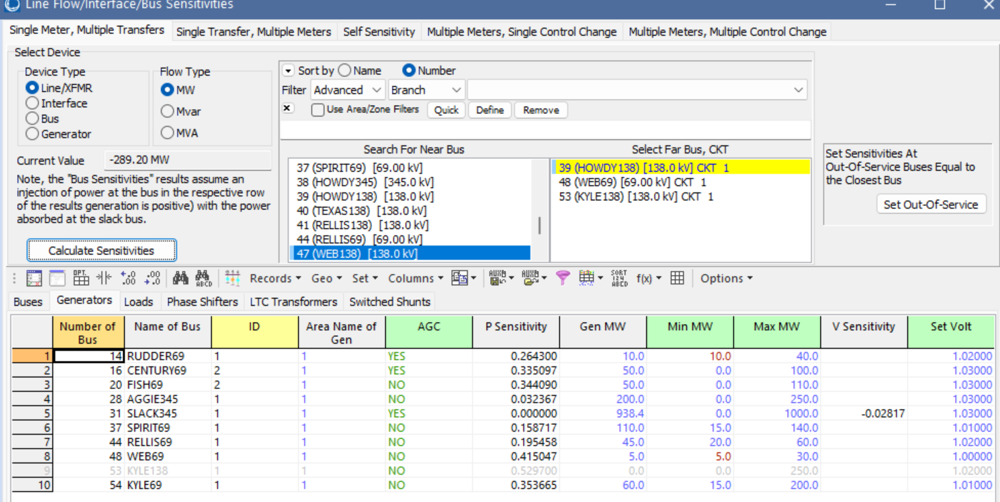 Line Flow/Interface/Bus Sensitivities
Single Meter, Multiple Transfers Single Transfer, Multiple Meters Self Sensitivity Multiple Meters, Single Control Change Multiple Meters, Multiple Control Change
Select Device
Device Type
Line/XFMR
Interface
Bus
Generator
Flow Type
MW
Mvar
MVA
Current Value -289.20 MW
Note, the "Bus Sensitivities" results assume an
injection of power at the bus in the respective row
of the results generation is positive) with the power
absorbed at the slack bus.
Calculate Sensitivities
Sort by Name Number
Filter Advanced Branch
Use Area/Zone Filters Quick Define Remove
Search For Near Bus
37 (SPIRIT69) [69.00 kV]
38 (HOWDY345) [345.0 kV]
39 (HOWDY138) [138.0 kV]
40 (TEXAS138) [138.0 kV]
41 (RELLIS138) [138.0 kV]
44 (RELLIS69) [69.00 kV]
47 (WEB138) [138.0 kV]
Select Far Bus, CKT
39 (HOWDY138) [138.0 kV] CKT 1
48 (WEB69) [69.00 kV] CKT 1
53 (KYLE138) [138.0 kV] CKT 1
Set Sensitivities At
Out-Of-Service Buses Equal to
the Closest Bus
Set Out-Of-Service
Records Geo Set Columns AUXB AUXB SORT 124 ABCD f(x) Options
Buses Generators Loads Phase Shifters LTC Transformers Switched Shunts
Number of Bus Name of Bus ID Area Name of Gen AGC P Sensitivity Gen MW Min MW Max MW V Sensitivity Set Volt
1 14 RUDDER69 1 1 YES 0.264300 10.0 10.0 40.0 1.02000
2 16 CENTURY69 2 1 YES 0.335097 50.0 0.0 100.0 1.03000
3 20 FISH69 2 1 NO 0.344090 50.0 0.0 110.0 1.03000
4 28 AGGIE345 1 1 NO 0.032367 200.0 0.0 250.0 1.03000
5 31 SLACK345 1 1 YES 0.000000 938.4 0.0 1000.0 -0.02817 1.03000
6 37 SPIRIT69 1 1 NO 0.158717 110.0 15.0 140.0 1.01000
7 44 RELLIS69 1 1 NO 0.195458 45.0 20.0 60.0 1.02000
8 48 WEB69 1 1 NO 0.415047 5.0 5.0 30.0 1.00000
9 53 KYLE138 1 1 NO 0.529700 0.0 0.0 250.0 1.02000
10 54 KYLE69 1 1 NO 0.353665 60.0 15.0 200.0 1.01000